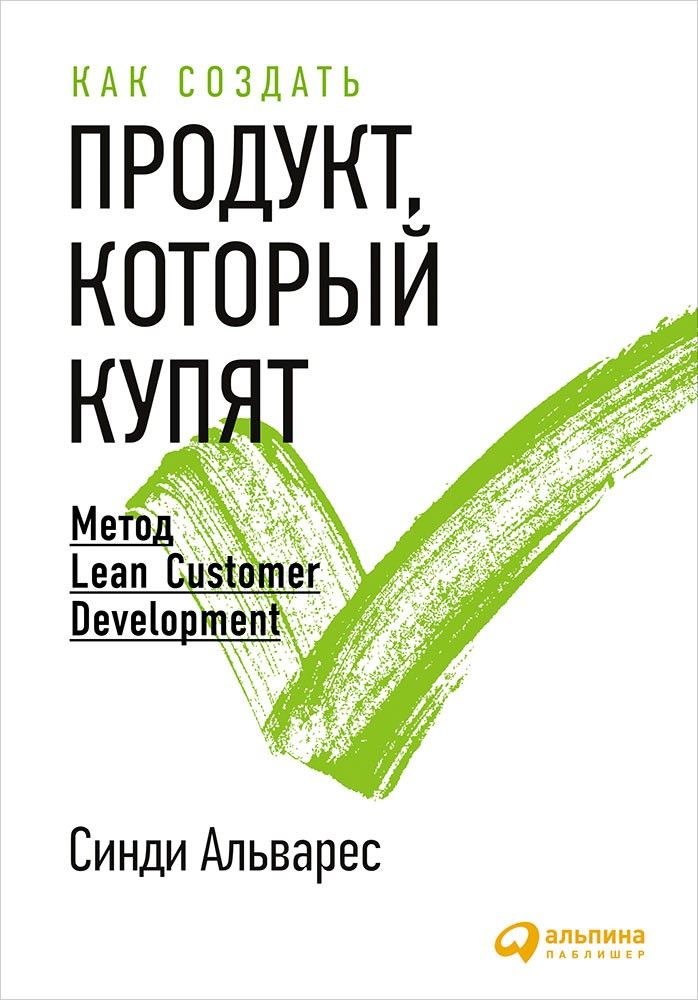 КАК СОЗДАТЬ
ПРОДУКТ,
КОТОРЫЙ
КУПЯТ
Метод
Lean Customer
Development
Синди Альварес
альпина
ПАБЛИШЕР